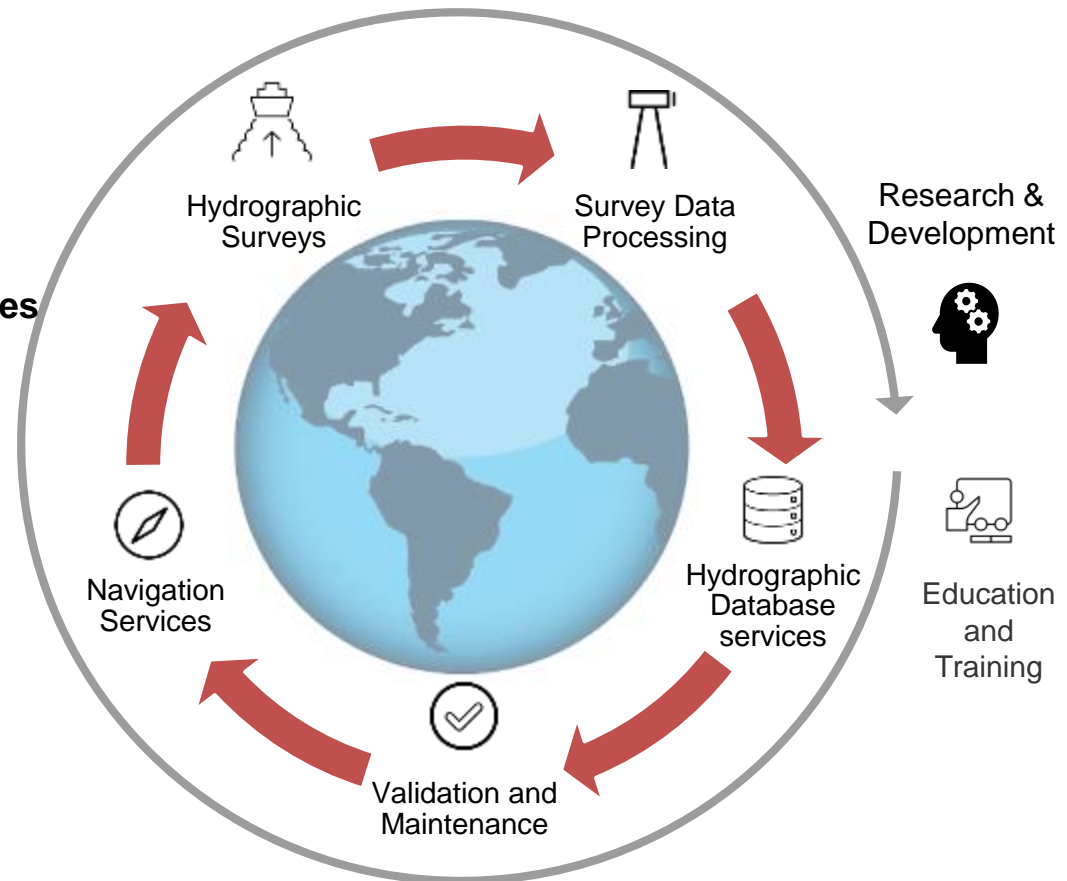 Hydrographic
Surveys
Survey Data
Processing
Research &
Development
es
Navigation
Services
Hydrographic
Database
services
Education
and
Training
Validation and
Maintenance